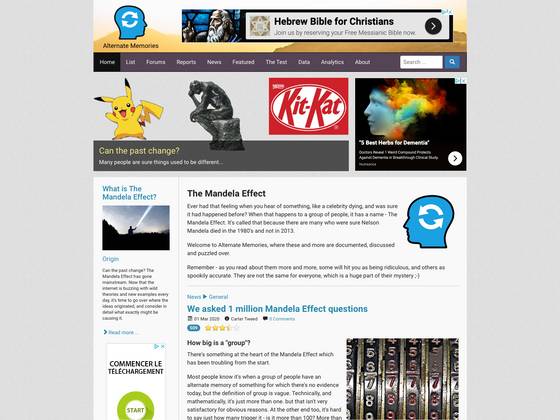 Alternate Memories
Hebrew Bible for Christians
Join us by reserving your Free Messianic Bible now.
Home List Forums Reports News Featured The Test Data Analytics About
Search ...
Kit Kat
Can the past change?
Many people are sure things used to be different...
"5 Best Herbs for Dementia"
Doctors Reveal 1 Weird Compound Protects
Against Dementia in Breakthrough Clinical Study.
What is The
Mandela Effect?
Origin
Can the past change? The
Mandela Effect has gone
mainstream. Now that the
internet is buzzing with wild
theories and new examples every
day, it's time to go over where the
ideas originated, and consider in
detail what exactly might be
causing it.
Read more...
COMMENCER LE
TÉLÉCHARGEMENT
START
The Mandela Effect
Ever had that feeling when you hear of something, like a celebrity dying, and was sure
it had happened before? When that happens to a group of people, it has a name - The
Mandela Effect. It's called that because there are many who were sure Nelson
Mandela died in the 1980's and not in 2013.
Welcome to Alternate Memories, where these and more are documented, discussed
and puzzled over.
Remember - as you read about them more and more, some will hit you as being ridiculous, and others as
spookily accurate. They are not the same for everyone, which is a huge part of their mystery ;-)
News General
We asked 1 million Mandela Effect questions
01 Mar 2020 Carter Tweed 0 Comments
509
How big is a "group"?
There's something at the heart of the Mandela Effect which
has been troubling from the start.
Most people know it's when a group of people have an
alternate memory of something for which there's no evidence
today, but the definition of group is vague. Technically, and
mathematically, it's just more than one. but that isn't very
satisfactory for obvious reasons. At the other end too, it's hard
to say just how many trigger it - is it more than 100? More than